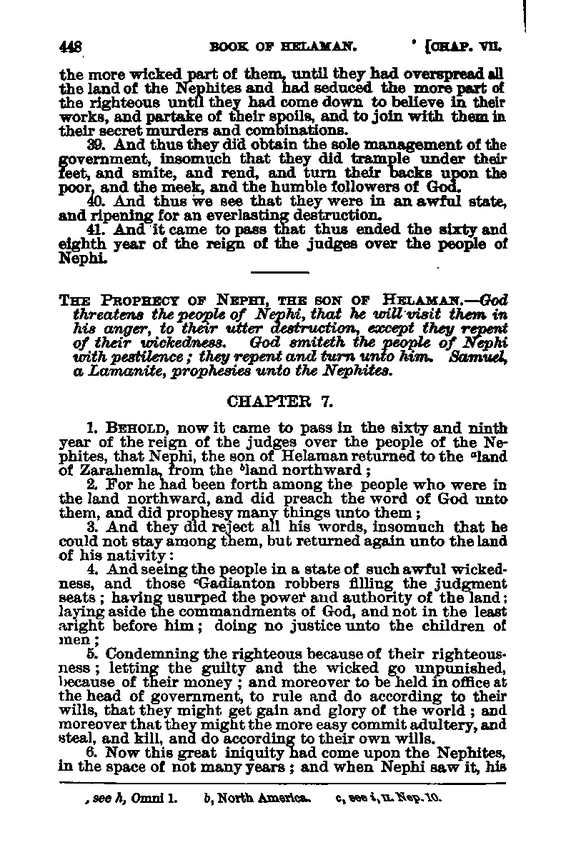 448 BOOK OF HELAMAN. [CHAP. VII.
the more wicked part of them, until they had overspread all
the land of the Nephites and had seduced the more part of
the righteous until they had come down to believe in their
works, and partake of their spoils, and to join with them in
their secret murders and combinations.
39. And thus they did obtain the sole management of the
government, insomuch that they did trample under their
feet, and smite, and rend, and turn their backs upon the
poor, and the meek, and the humble followers of God.
40. And thus we see that they were in an awful state,
and ripening for an everlasting destruction.
41. And it came to pass that thus ended the sixty and
eighth year of the reign of the judges over the people of
Nephi.
THE PROPHECY OF NEPHI, THE SON OF HELAMAN.—God
threatens the people of Nephi, that he will visit them in
his anger, to their utter destruction, except they repent
of their wickedness. God smiteth the people of Nephi
with pestilence; they repent and turn unto him. Samuel,
a Lamanite, prophesies unto the Nephites.
CHAPTER 7.
1. BEHOLD, now it came to pass in the sixty and ninth
year of the reign of the judges over the people of the Ne-
phites, that Nephi, the son of Helaman returned to the aland
of Zarahemla, from the bland northward;
2. For he had been forth among the people who were in
the land northward, and did preach the word of God unto
them, and did prophesy many things unto them;
3. And they did reject all his words, insomuch that he
could not stay among them, but returned again unto the land
of his nativity:
4. And seeing the people in a state of such awful wicked-
ness, and those cGadianton robbers filling the judgment
seats; having usurped the power and authority of the land;
laying aside the commandments of God, and not in the least
aright before him; doing no justice unto the children of
men;
5. Condemning the righteous because of their righteous-
ness; letting the guilty and the wicked go unpunished,
because of their money; and moreover to be held in office at
the head of government, to rule and do according to their
wills, that they might get gain and glory of the world; and
moreover that they might the more easy commit adultery, and
steal, and kill, and do according to their own wills.
6. Now this great iniquity had come upon the Nephites,
in the space of not many years; and when Nephi saw it, his
, see h, Omni 1. b, North America. c, see i, II. Nep. 10.